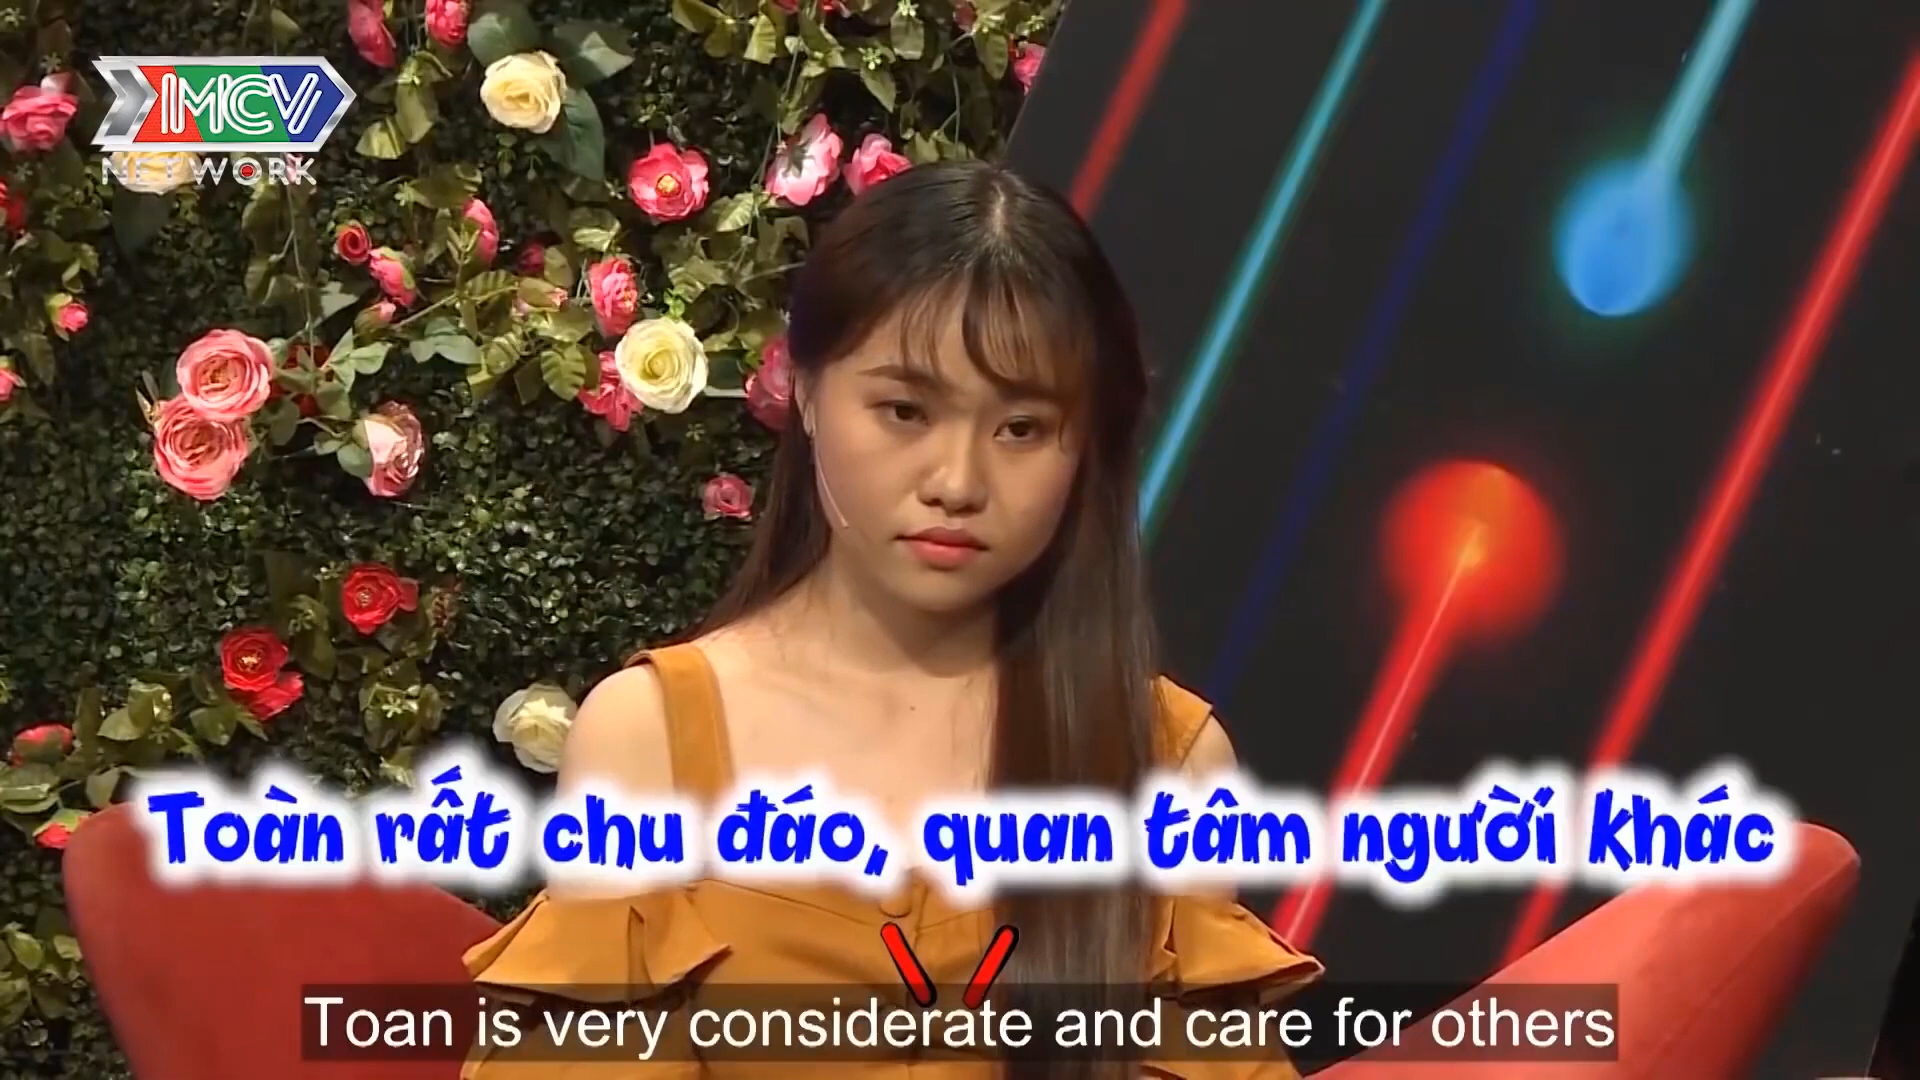 MCV
NETWORK
Toàn rất chu đáo, quan tâm người khác
Toan is very considerate and care for others